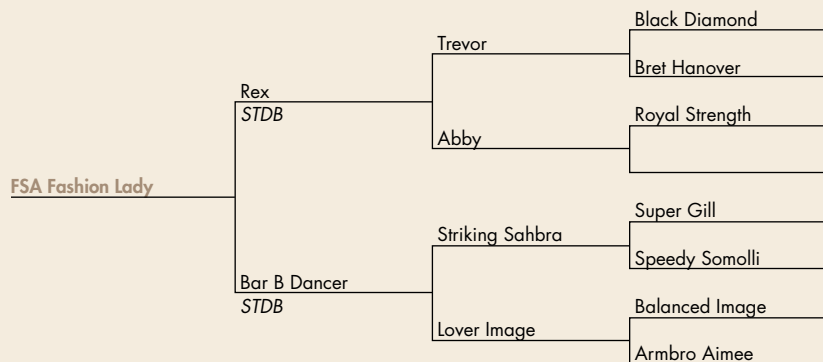 Black Diamond
Trevor
Bret Hanover
Rex
STDB
Royal Strength
Abby
FSA Fashion Lady
Super Gill
Striking Sahbra
Speedy Somolli
Bar B Dancer
STDB
Balanced Image
Lover Image
Armbro Aimee